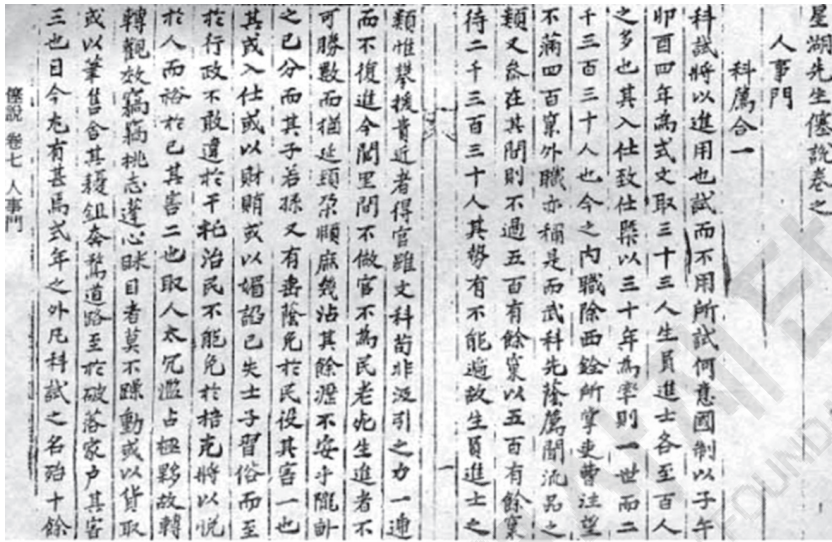 星湖先生僿說卷之
人事門
科薦合一
科試將以進用也試而不用所試何意國制以子午
卯酉四年為式文取三十三人生員進士各至百人
之多也其入仕致仕槩以三十年為率則一世而二
千三百三十人也今之內職除西銓所掌吏曹注望
不滿四百窠外職亦稱是而武科先蔭薦閒流品之
類又叅在其間則不過五百有餘窠以五百有餘窠
待二千三百三十人其勢有不能遍故生員進士之
類惟攀援貴近者得官雖文科苟非汲引之力一連
而不復進今閭里間不做官不為民老死生進者不
可勝數而猶延頸朶頤庶幾沾其餘瀝不安乎隴畝
之已分而其子若孫又有耉蔭免於民役其害一也
其或入仕或以財賄或以媚謟已失士子習俗而至
於行政不敢違於干托治民不能免於掊克將以悅
於人而裕於已其害二也取人太冗濫占極夥故轉
轉觀效竊竊挑志蓬心眯目者莫不躁動或以貨取
或以筆售舍其耰鉏奔騖道路至於破落家户其害
三也日今尤有甚焉式年之外凡科試之名殆十餘
僿說 卷七 人事門